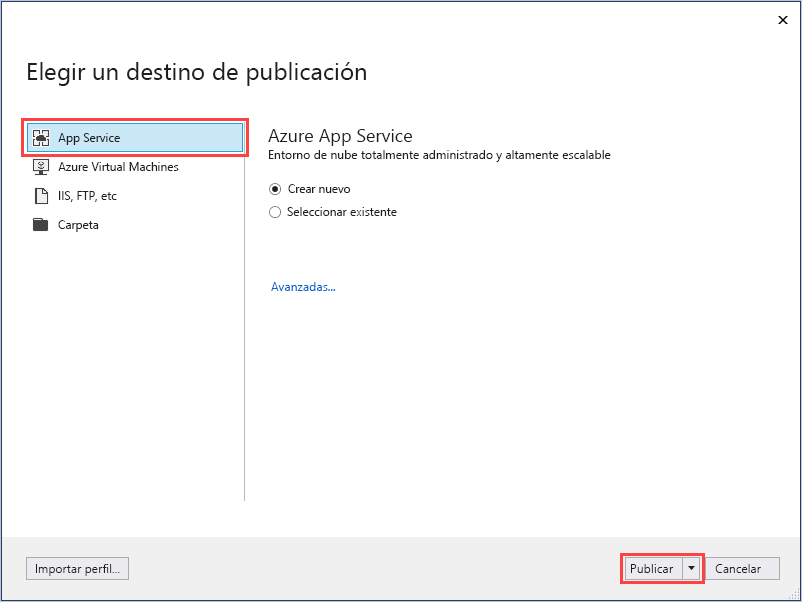 Elegir un destino de publicación
App Service
Azure Virtual Machines
IIS, FTP, etc
Carpeta
Azure App Service
Entorno de nube totalmente administrado y altamente escalable
Crear nuevo
Seleccionar existente
Avanzadas...
Importar perfil...
Publicar
Cancelar